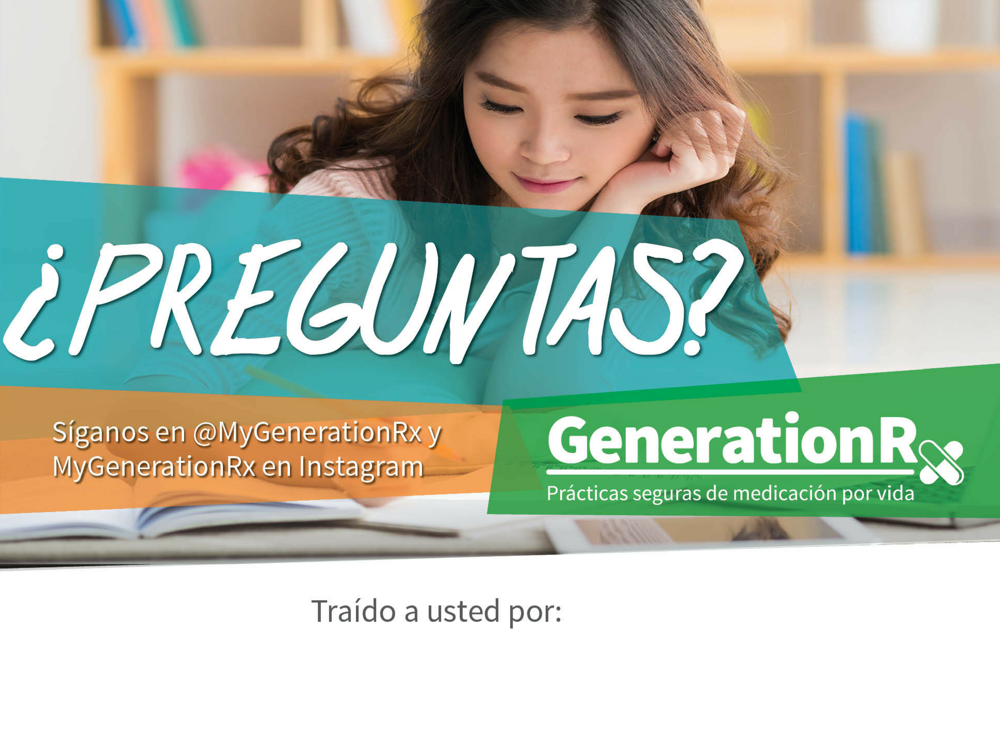 ¿PREGUNTAS?
Síganos en @MyGenerationRx y
MyGenerationRx en Instagram
GenerationRx
Prácticas seguras de medicación por vida
Traído a usted por: